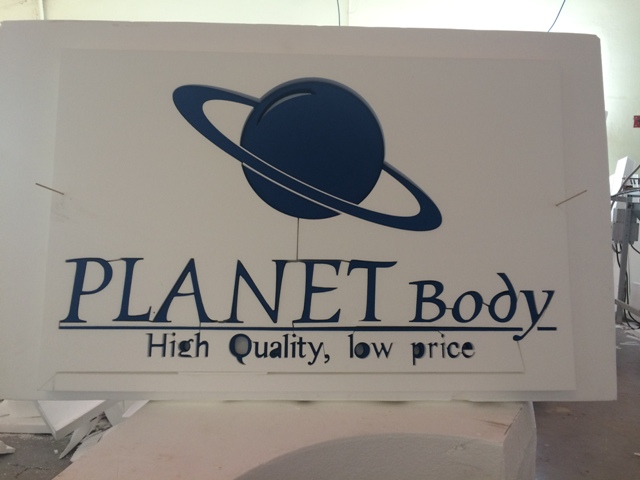 PLANET Body
High Quality, low price